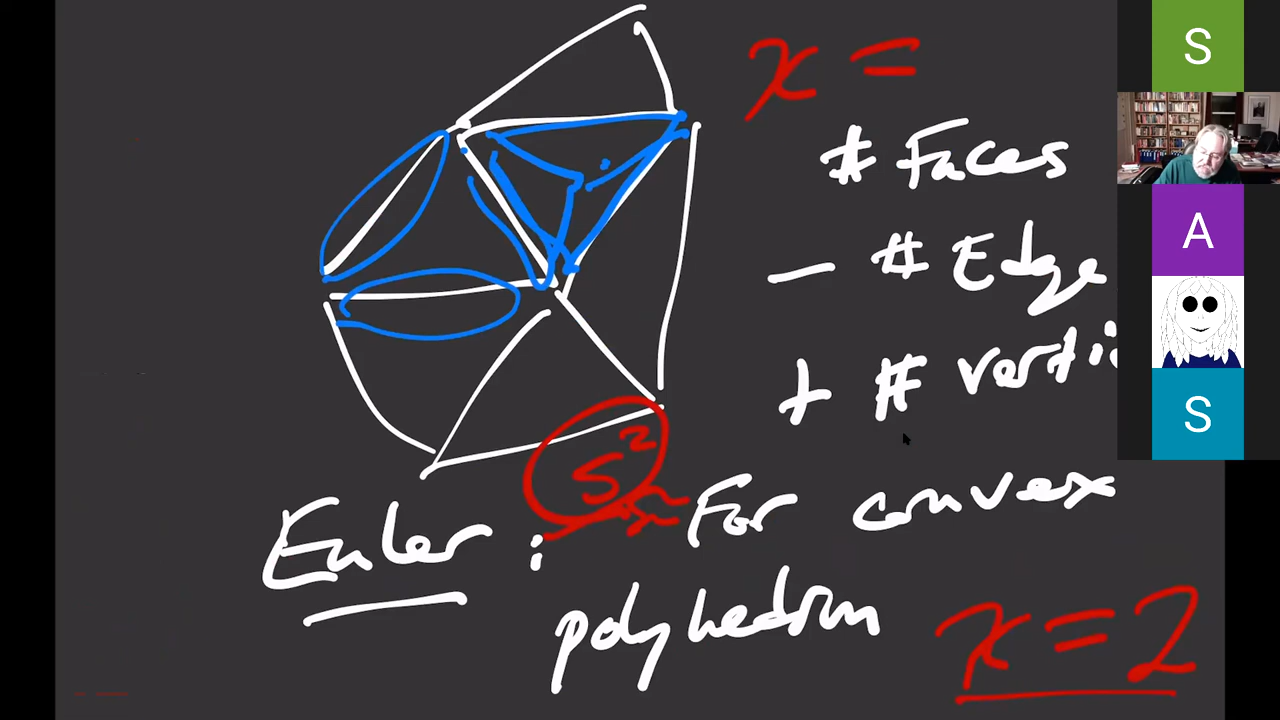 χ =
# Faces
− # Edge
+ # verti
S²
Euler : For convex
polyhedron
χ = 2
S
A
S